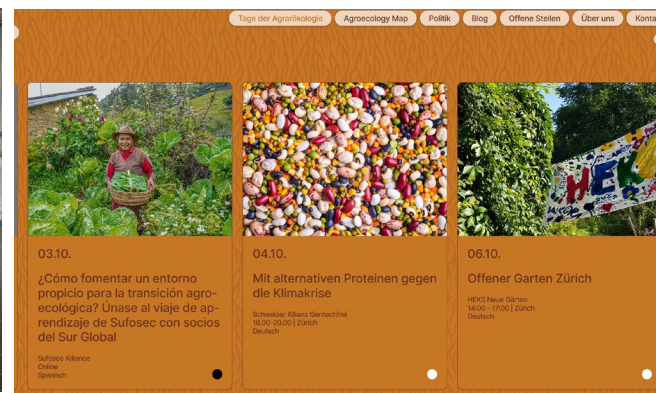 Tage der Agrarökologie
Agroecology Map
Politik
Blog
Offene Stellen
Über uns
Konta
03.10.
¿Cómo fomentar un entorno
propicio para la transición agro-
ecológica? Únase al viaje de ap-
rendizaje de Sufosec con socios
del Sur Global
Sufosec Alliance
Online
Spanisch
04.10.
Mit alternativen Proteinen gegen
die Klimakrise
Schweizer Allianz Gentechfrei
18.00-20.00 | Zürich
Deutsch
HEK
06.10.
Offener Garten Zürich
HEKS Neue Gärten
14:00 - 17:00 | Zürich
Deutsch